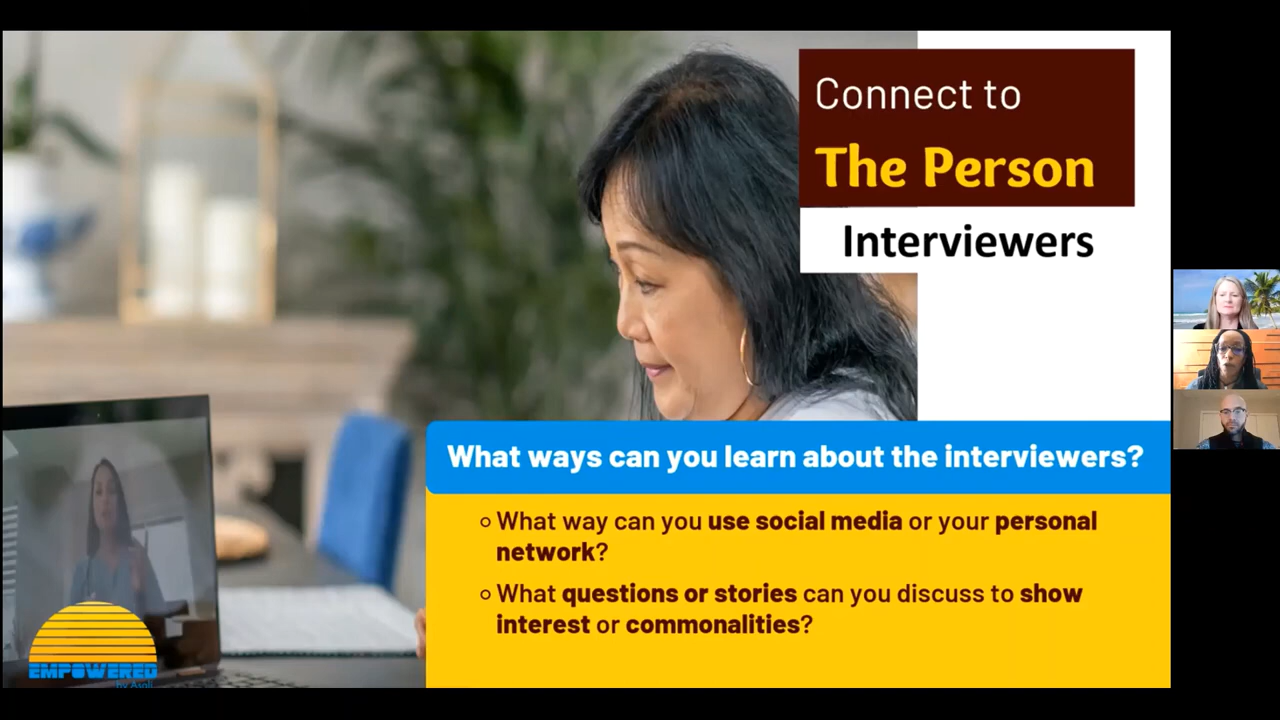 Connect to
The Person
Interviewers
What ways can you learn about the interviewers?
○ What way can you use social media or your personal
network?
○ What questions or stories can you discuss to show
interest or commonalities?
EMPOWERED